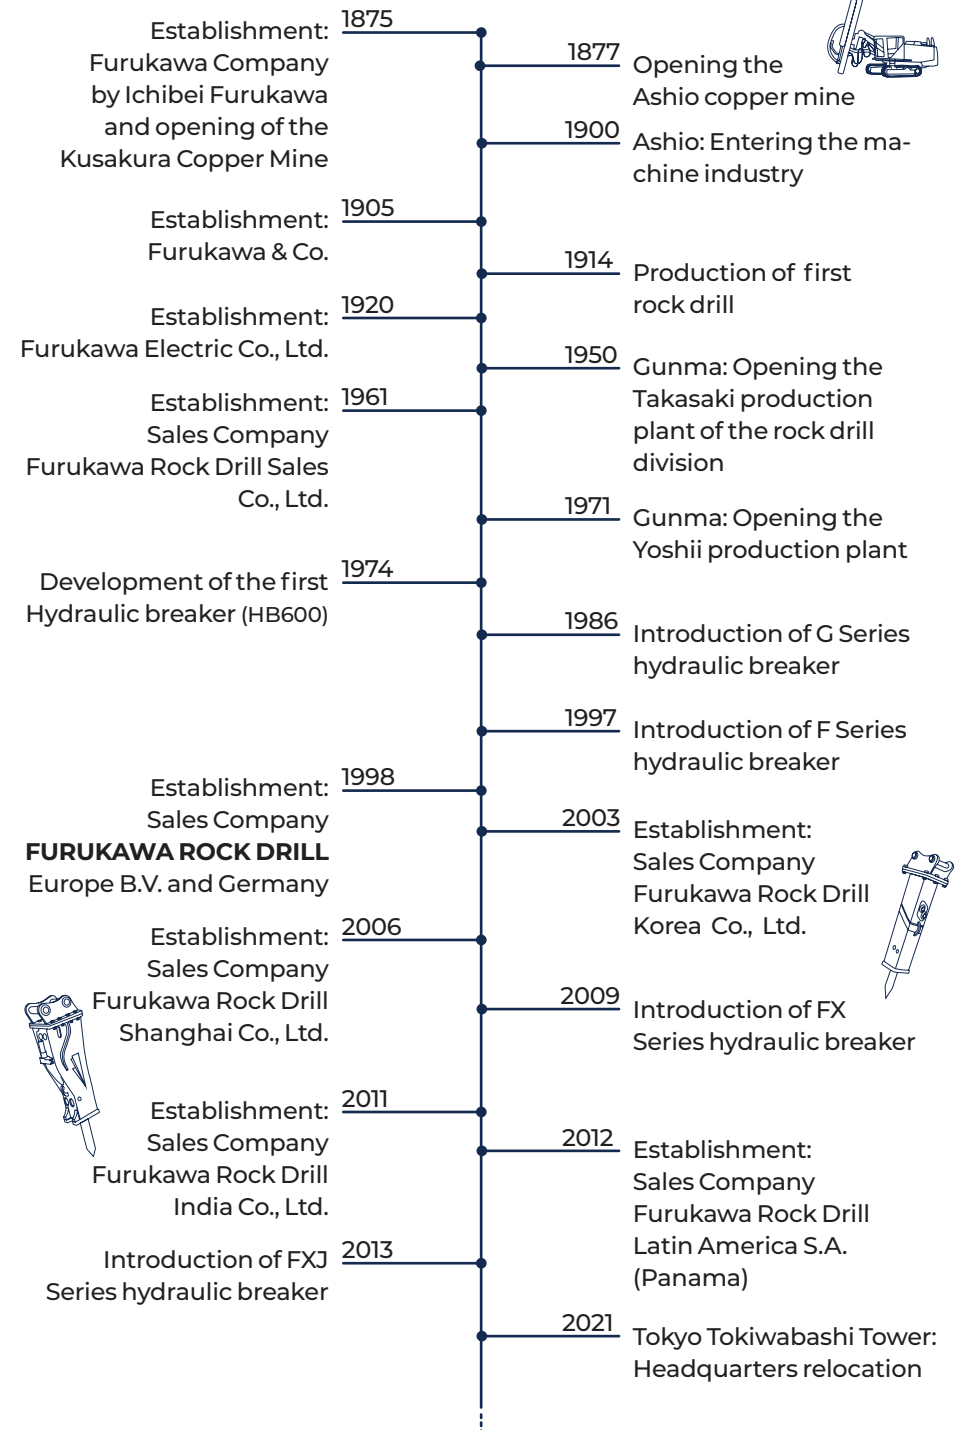 1875
Establishment:
Furukawa Company
by Ichibei Furukawa
and opening of the
Kusakura Copper Mine
1877
Opening the
Ashio copper mine
1900
Ashio: Entering the ma-
chine industry
1905
Establishment:
Furukawa & Co.
1914
Production of first
rock drill
1920
Establishment:
Furukawa Electric Co., Ltd.
1950
Gunma: Opening the
Takasaki production
plant of the rock drill
division
1961
Establishment:
Sales Company
Furukawa Rock Drill Sales
Co., Ltd.
1971
Gunma: Opening the
Yoshii production plant
1974
Development of the first
Hydraulic breaker (HB600)
1986
Introduction of G Series
hydraulic breaker
1997
Introduction of F Series
hydraulic breaker
1998
Establishment:
Sales Company
FURUKAWA ROCK DRILL
Europe B.V. and Germany
2003
Establishment:
Sales Company
Furukawa Rock Drill
Korea Co., Ltd.
2006
Establishment:
Sales Company
Furukawa Rock Drill
Shanghai Co., Ltd.
2009
Introduction of FX
Series hydraulic breaker
2011
Establishment:
Sales Company
Furukawa Rock Drill
India Co., Ltd.
2012
Establishment:
Sales Company
Furukawa Rock Drill
Latin America S.A.
(Panama)
2013
Introduction of FXJ
Series hydraulic breaker
2021
Tokyo Tokiwabashi Tower:
Headquarters relocation